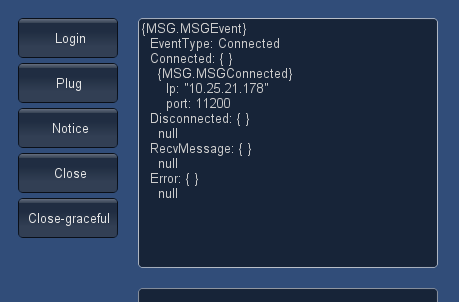 Login
Plug
Notice
Close
Close-graceful
{MSG.MSGEvent}
EventType: Connected
Connected: { }
{MSG.MSGConnected}
Ip: "10.25.21.178"
port: 11200
Disconnected: { }
null
RecvMessage: { }
null
Error: { }
null